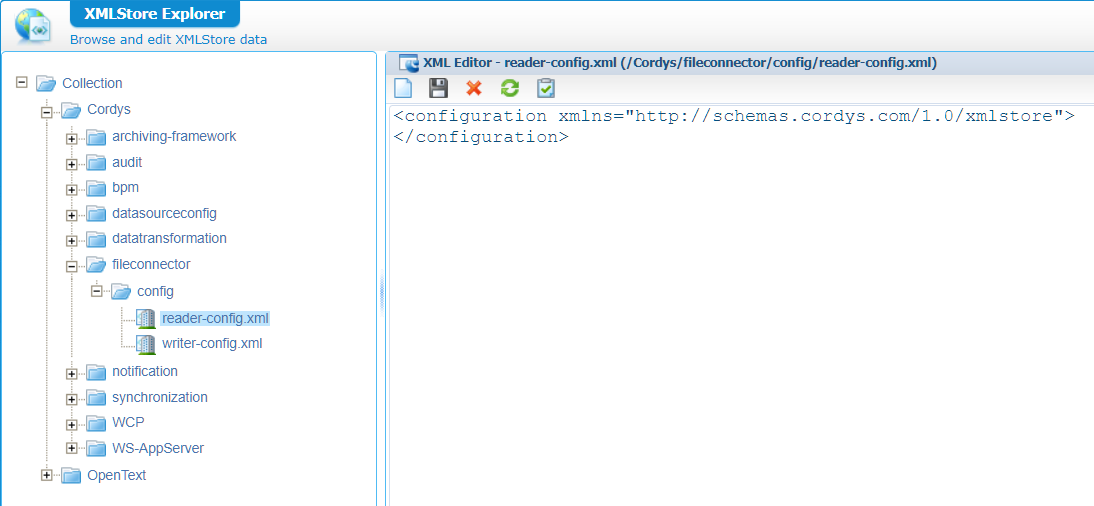 XMLStore Explorer
Browse and edit XMLStore data
Collection
Cordys
archiving-framework
audit
bpm
datasourceconfig
datatransformation
fileconnector
config
reader-config.xml
writer-config.xml
notification
synchronization
WCP
WS-AppServer
OpenText
XML Editor - reader-config.xml (/Cordys/fileconnector/config/reader-config.xml)
<configuration xmlns="http://schemas.cordys.com/1.0/xmlstore">
</configuration>